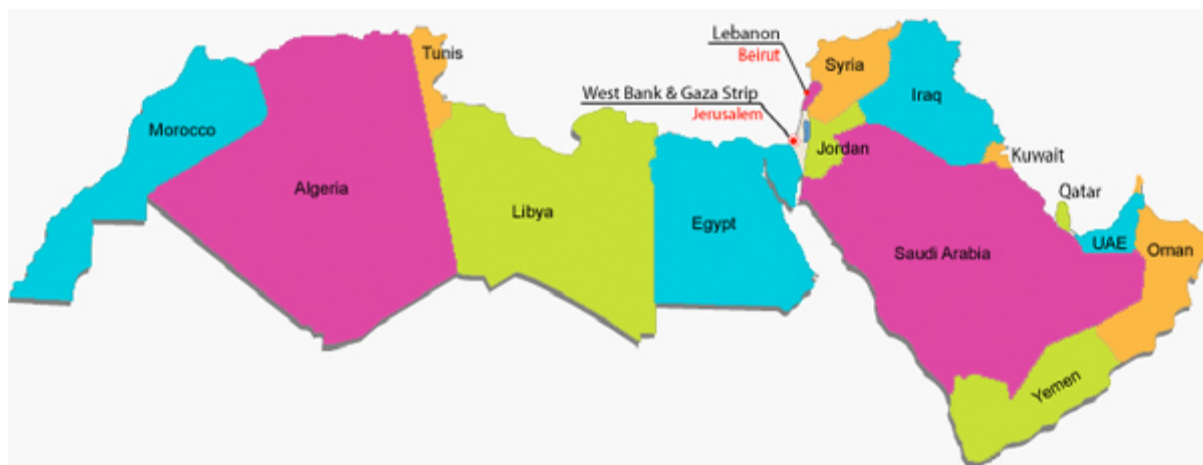 Lebanon
Beirut
Tunis
Syria
West Bank & Gaza Strip
Jerusalem
Iraq
Morocco
Jordan
Kuwait
Algeria
Qatar
Libya
Egypt
UAE
Oman
Saudi Arabia
Yemen